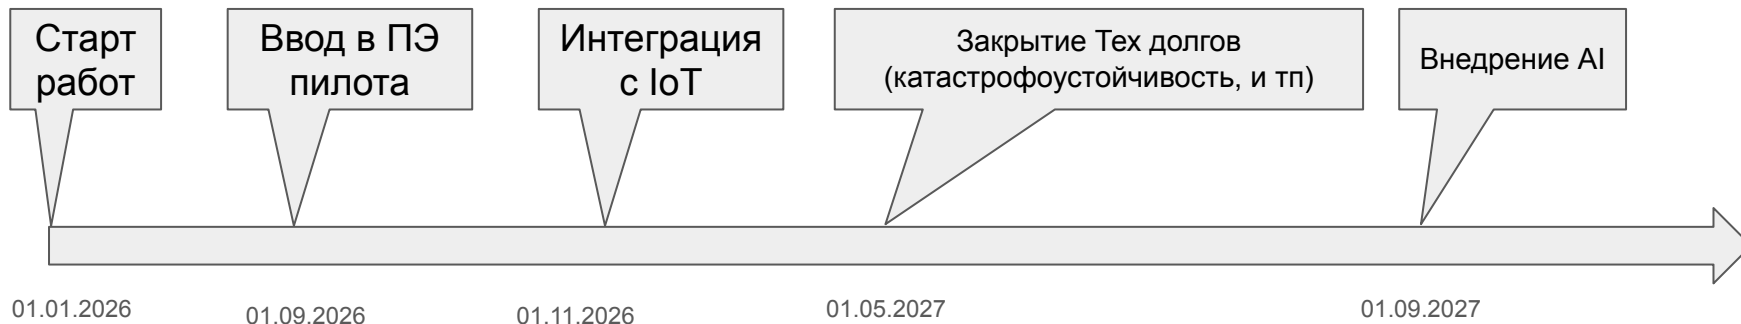 Старт
работ
Ввод в ПЭ
пилота
Интеграция
с IoT
Закрытие Тех долгов
(катастрофоустойчивость, и тп)
Внедрение AI
01.01.2026
01.09.2026
01.11.2026
01.05.2027
01.09.2027